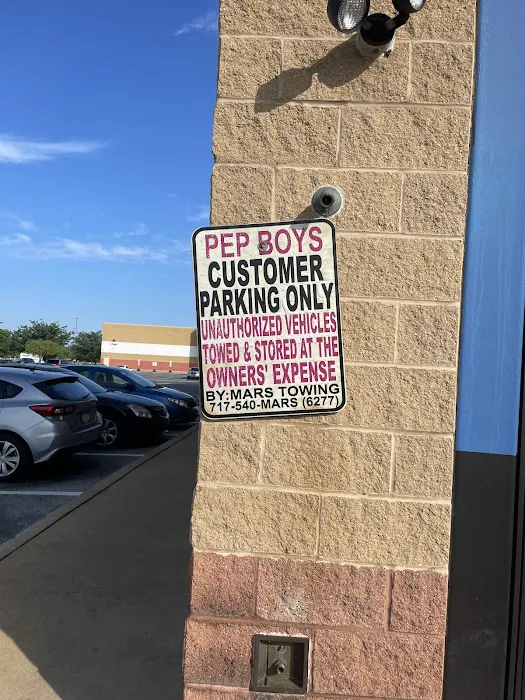 PEP BOYS
CUSTOMER
PARKING ONLY
UNAUTHORIZED VEHICLES
TOWED & STORED AT THE
OWNERS' EXPENSE
BY:MARS TOWING
717-540-MARS (6277)